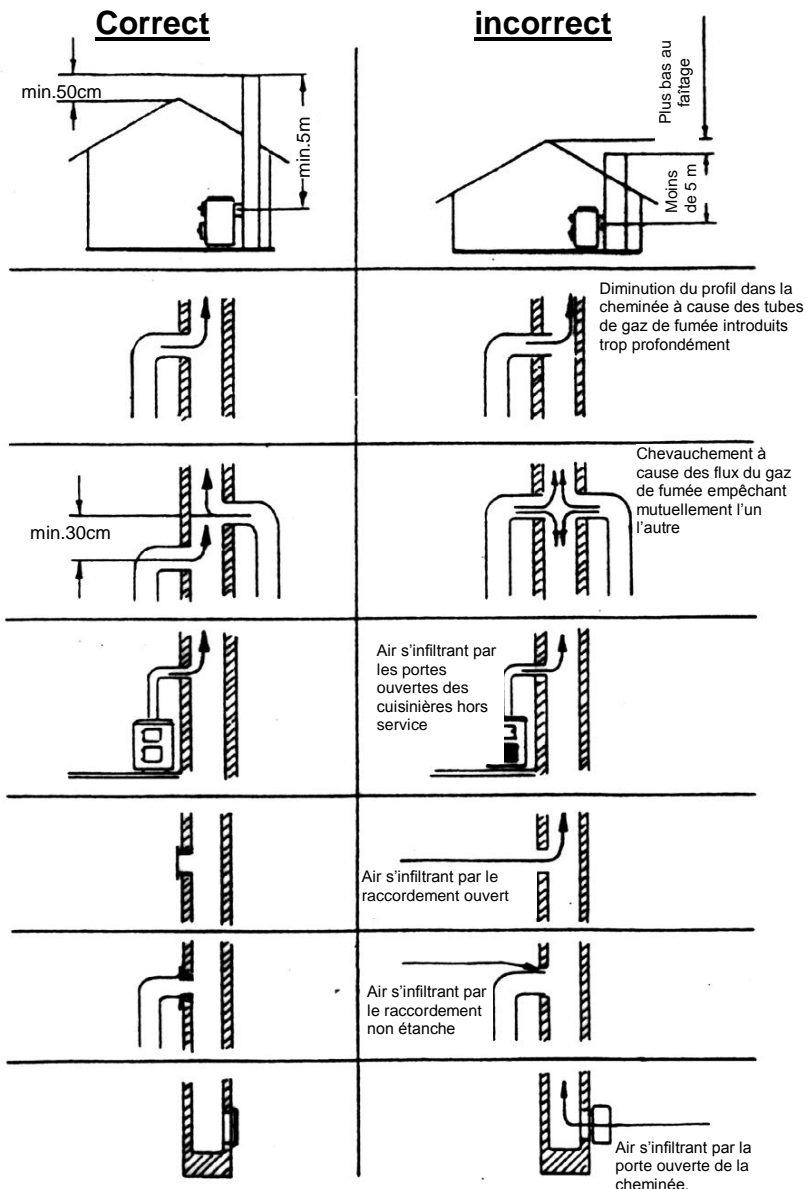 Correct
incorrect
min.50cm
min.5m
Plus bas au
faîtage
Moins
de 5 m
Diminution du profil dans la
cheminée à cause des tubes
de gaz de fumée introduits
trop profondément
min.30cm
Chevauchement à
cause des flux du gaz
de fumée empêchant
mutuellement l’un
l’autre
Air s’infiltrant par
les portes
ouvertes des
cuisinières hors
service
Air s’infiltrant par le
raccordement ouvert
Air s’infiltrant par
le raccordement
non étanche
Air s’infiltrant par la
porte ouverte de la
cheminée.